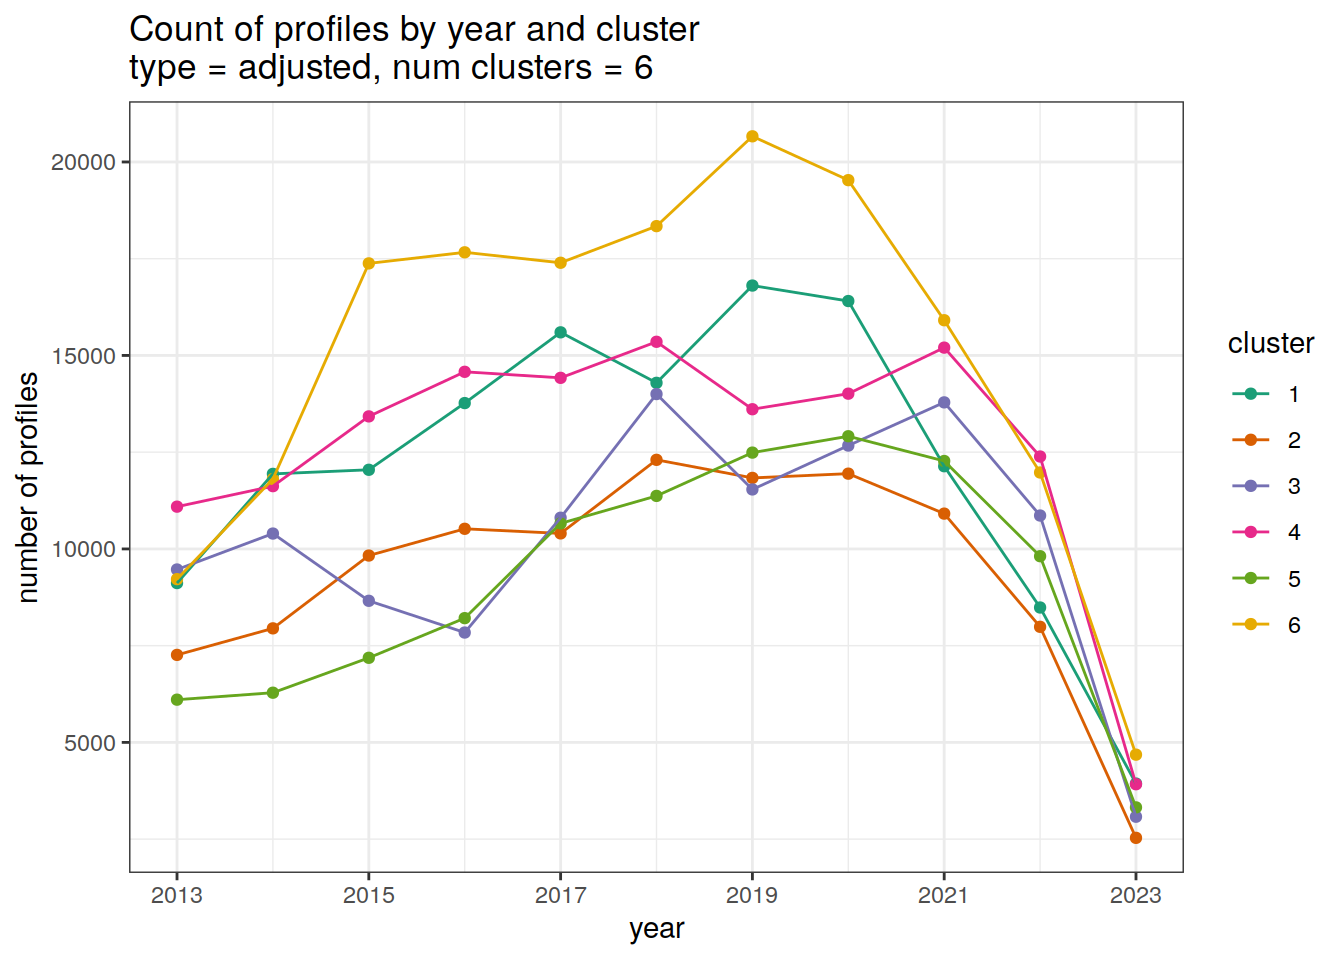 Count of profiles by year and cluster
type = adjusted, num clusters = 6
number of profiles
20000
15000
10000
5000
2013 2015 2017 2019 2021 2023
year
cluster
1
2
3
4
5
6